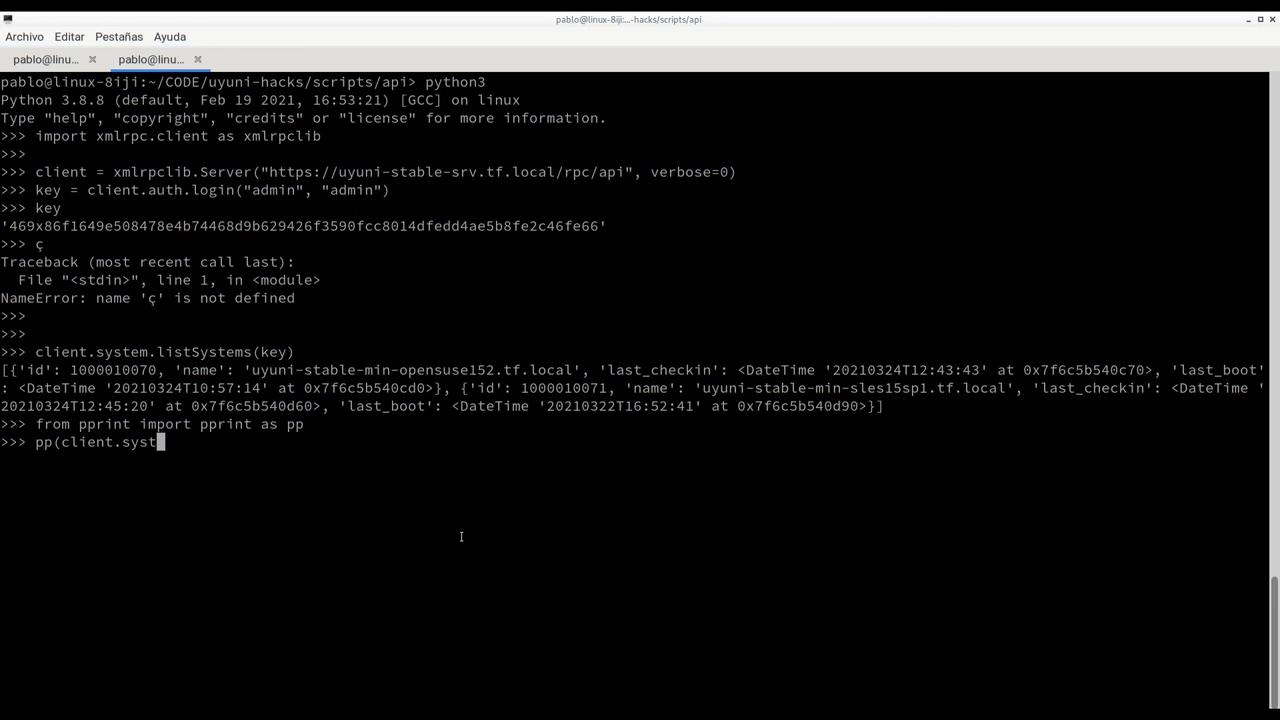 pablo@linux-8iji:...-hacks/scripts/api
Archivo Editar Pestañas Ayuda
pablo@linu... pablo@linu...
pablo@linux-8iji:~/CODE/uyuni-hacks/scripts/api> python3
Python 3.8.8 (default, Feb 19 2021, 16:53:21) [GCC] on linux
Type "help", "copyright", "credits" or "license" for more information.
>>> import xmlrpc.client as xmlrpclib
>>>
>>> client = xmlrpclib.Server("https://uyuni-stable-srv.tf.local/rpc/api", verbose=0)
>>> key = client.auth.login("admin", "admin")
>>> key
'469x86f1649e508478e4b74468d9b629426f3590fcc8014dfedd4ae5b8fe2c46fe66'
>>> ç
Traceback (most recent call last):
  File "<stdin>", line 1, in <module>
NameError: name 'ç' is not defined
>>>
>>>
>>> client.system.listSystems(key)
[{'id': 1000010070, 'name': 'uyuni-stable-min-opensuse152.tf.local', 'last_checkin': <DateTime '20210324T12:43:43' at 0x7f6c5b540c70>, 'last_boot'
: <DateTime '20210324T10:57:14' at 0x7f6c5b540cd0>}, {'id': 1000010071, 'name': 'uyuni-stable-min-sles15sp1.tf.local', 'last_checkin': <DateTime '
20210324T12:45:20' at 0x7f6c5b540d60>, 'last_boot': <DateTime '20210322T16:52:41' at 0x7f6c5b540d90>}]
>>> from pprint import pprint as pp
>>> pp(client.syst